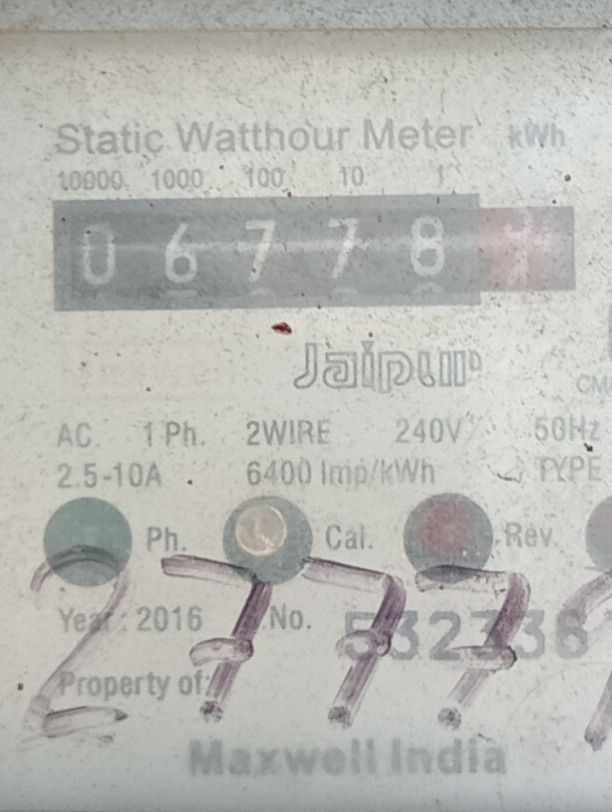 Static Watthour Meter kWh
10000 1000 100 10 1
0 6 7 7 8
Jaipur
AC. 1 Ph. 2WIRE 240V 50Hz
2.5-10A 6400 Imp/kWh TYPE
Ph. Cal. Rev.
Year: 2016 .No. 532736
2777
Property of:
Maxwell India